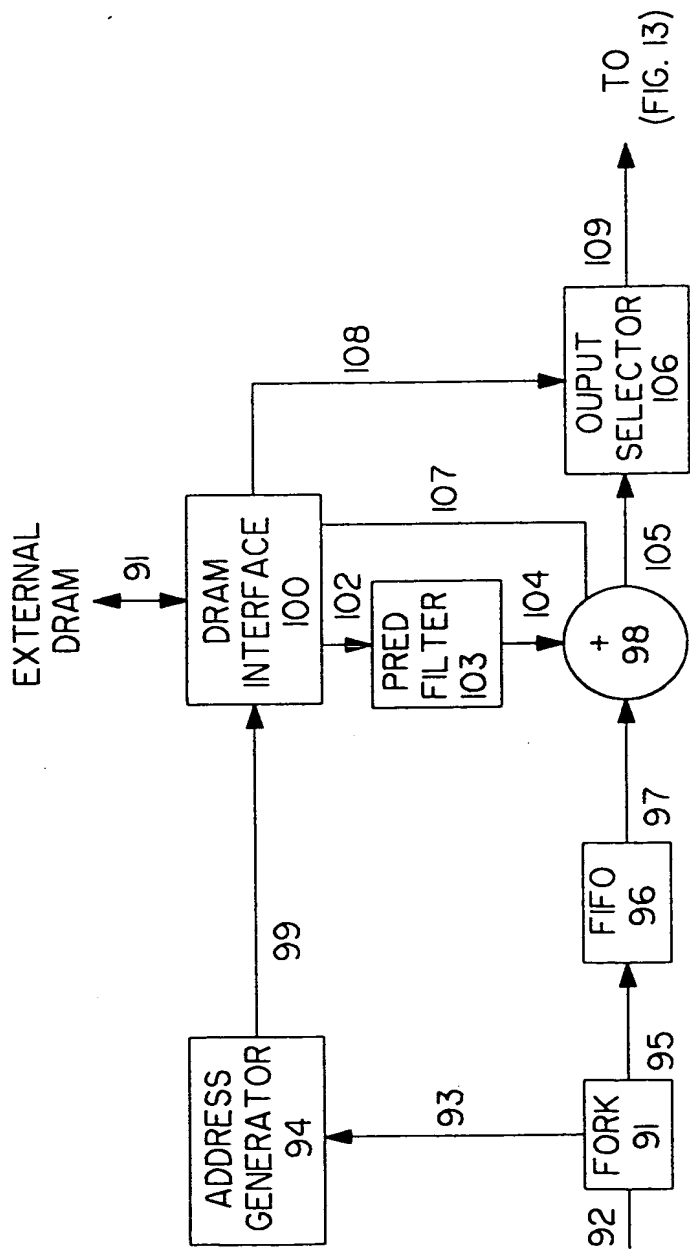 EXTERNAL
DRAM
91
ADDRESS
GENERATOR
94
99
DRAM
INTERFACE
100
108
93
102
107
PRED
FILTER
103
104
92
FORK
91
95
FIFO
96
97
+
98
105
OUPUT
SELECTOR
106
109
TO
(FIG. 13)